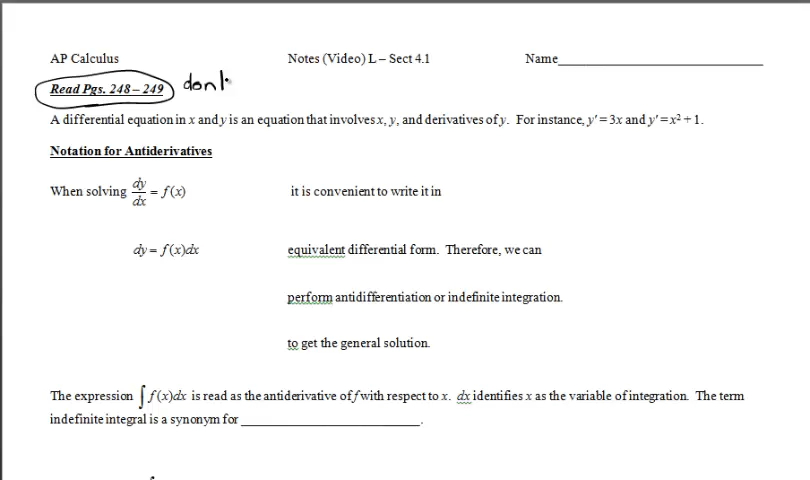 AP Calculus Notes (Video) L – Sect 4.1 Name____________________________
Read Pgs. 248 – 249
A differential equation in x and y is an equation that involves x, y, and derivatives of y. For instance, y′ = 3x and y′ = x² + 1.
Notation for Antiderivatives
When solving dy/dx = f(x) it is convenient to write it in
dy = f(x)dx equivalent differential form. Therefore, we can
perform antidifferentiation or indefinite integration.
to get the general solution.
The expression ∫ f(x)dx is read as the antiderivative of f with respect to x. dx identifies x as the variable of integration. The term
indefinite integral is a synonym for ____________________________.